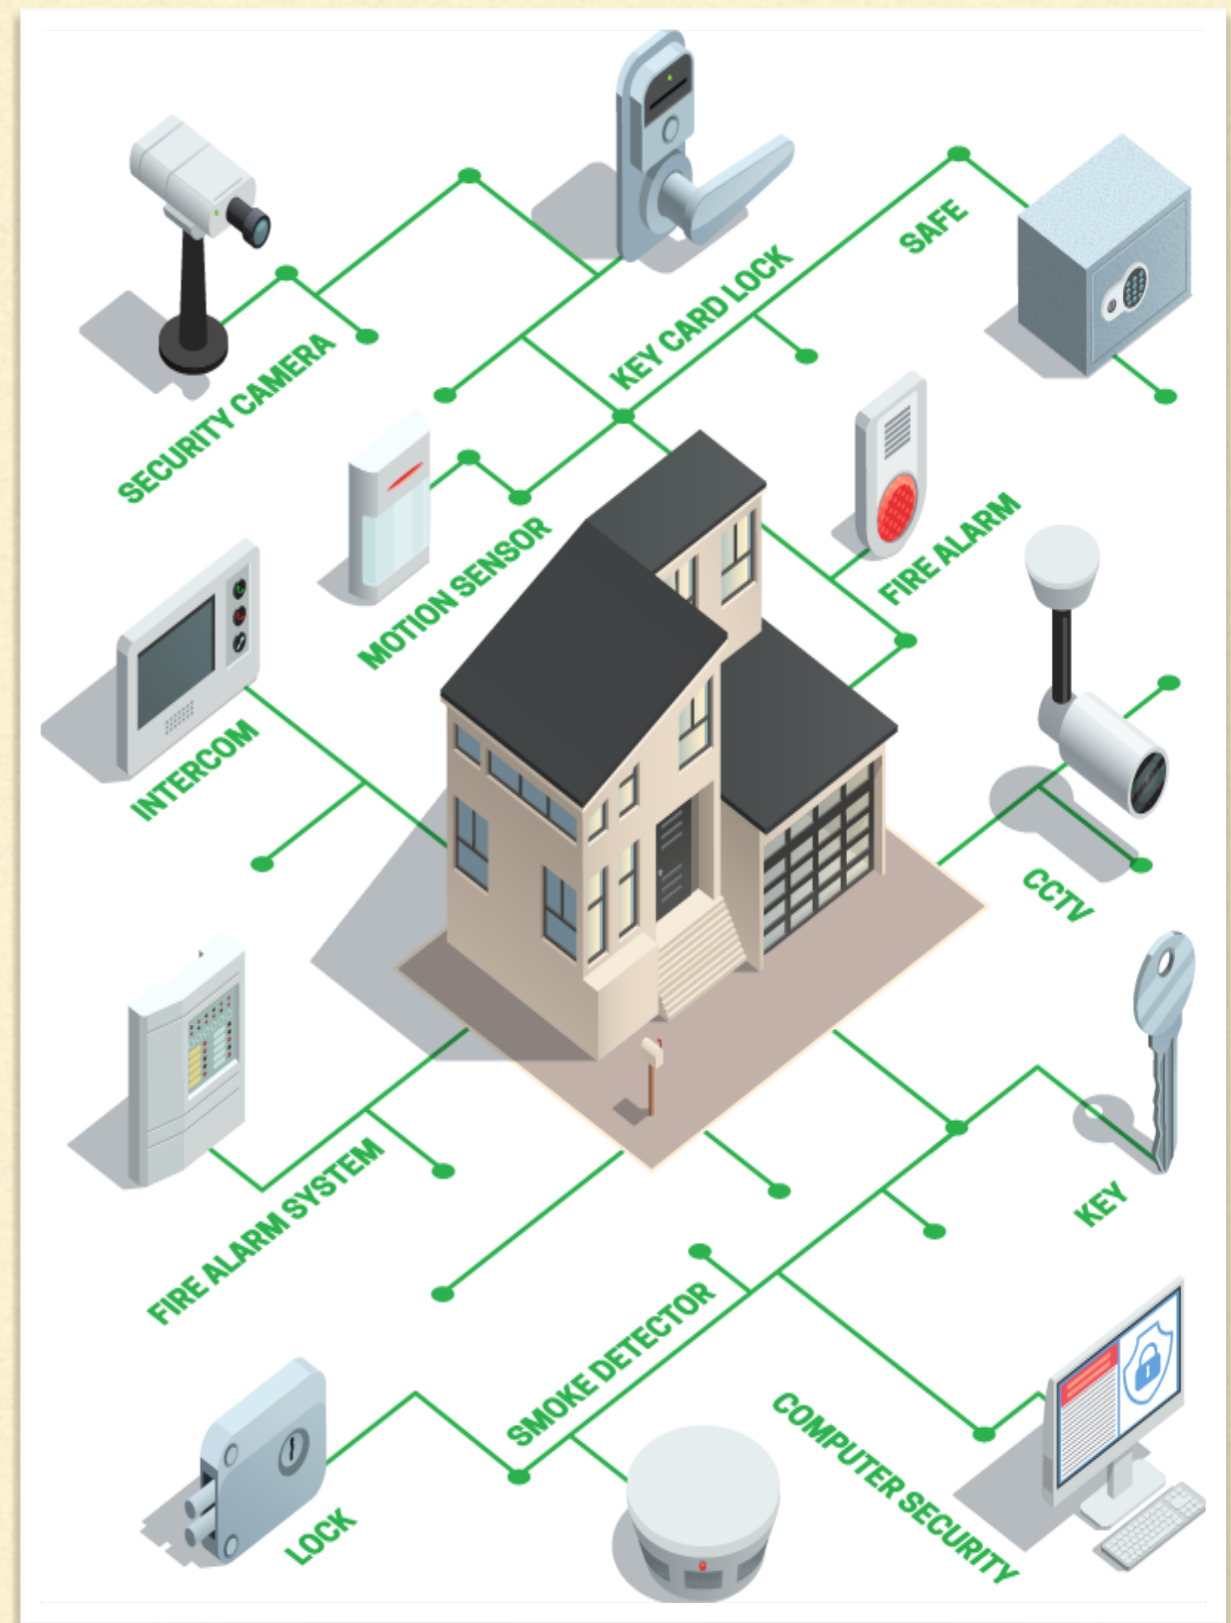 SAFE
KEY CARD LOCK
SECURITY CAMERA
FIRE ALARM
MOTION SENSOR
INTERCOM
CCTV
KEY
FIRE ALARM SYSTEM
SMOKE DETECTOR
COMPUTER SECURITY
LOCK